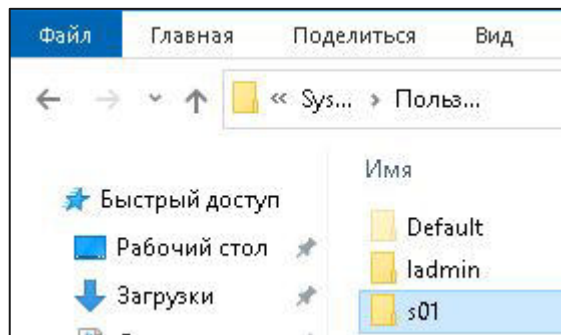 Файл Главная Поделиться Вид
« Sys... > Польз...
Имя
Быстрый доступ
Default
Рабочий стол
ladmin
Загрузки
s01